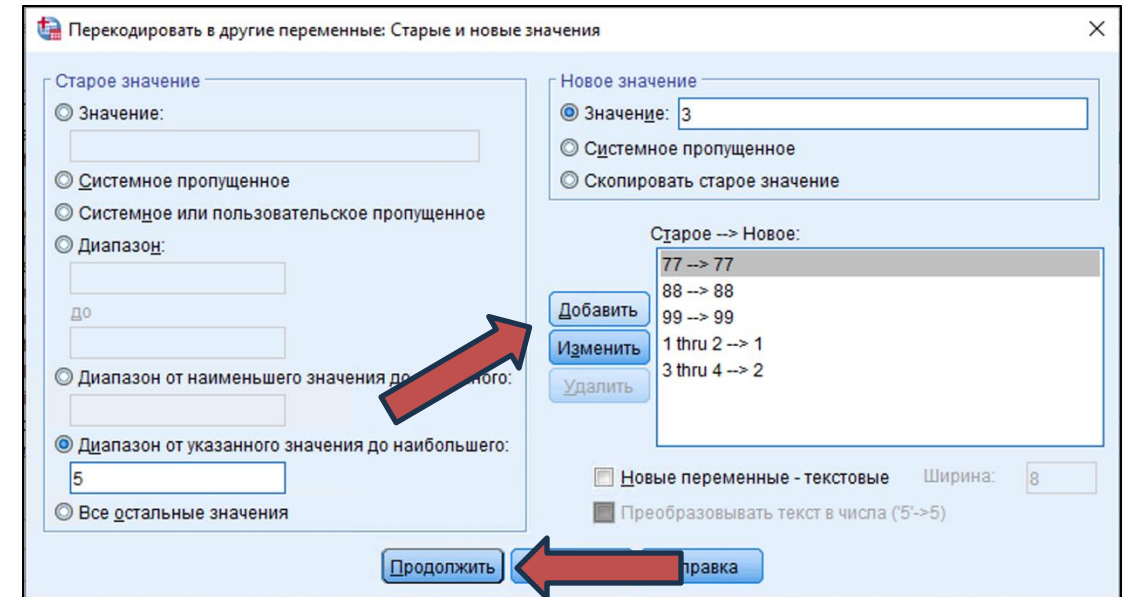 Перекодировать в другие переменные: Старые и новые значения
Старое значение
Значение:
Системное пропущенное
Системное или пользовательское пропущенное
Диапазон:
до
Диапазон от наименьшего значения до
Диапазон от указанного значения до наибольшего:
5
Все остальные значения
Новое значение
Значение: 3
Системное пропущенное
Скопировать старое значение
Старое --> Новое:
77 --> 77
88 --> 88
99 --> 99
1 thru 2 --> 1
3 thru 4 --> 2
Добавить
Изменить
Удалить
Новые переменные - текстовые Ширина: 8
Преобразовывать текст в числа ('5'->5)
Продолжить